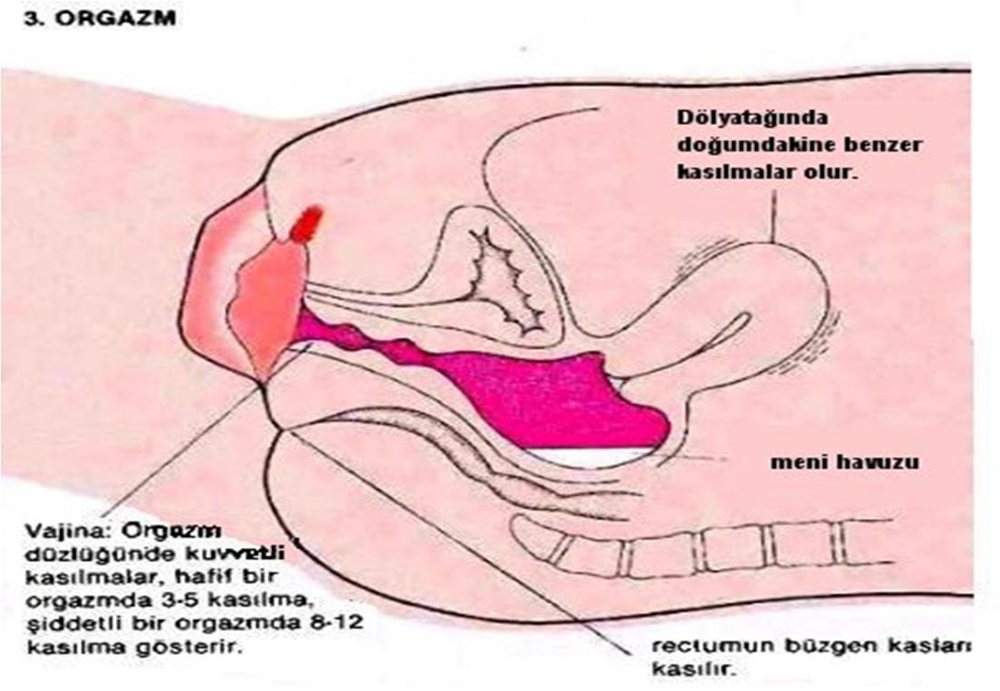 3. ORGAZM
Dölyatağında
doğumdakine benzer
kasılmalar olur.
meni havuzu
Vajina: Orgazm
düzlüğünde kuvvetli
kasılmalar, hafif bir
orgazmda 3-5 kasılma,
şiddetli bir orgazmda 8-12
kasılma gösterir.
rectumun büzgen kasları
kasılır.